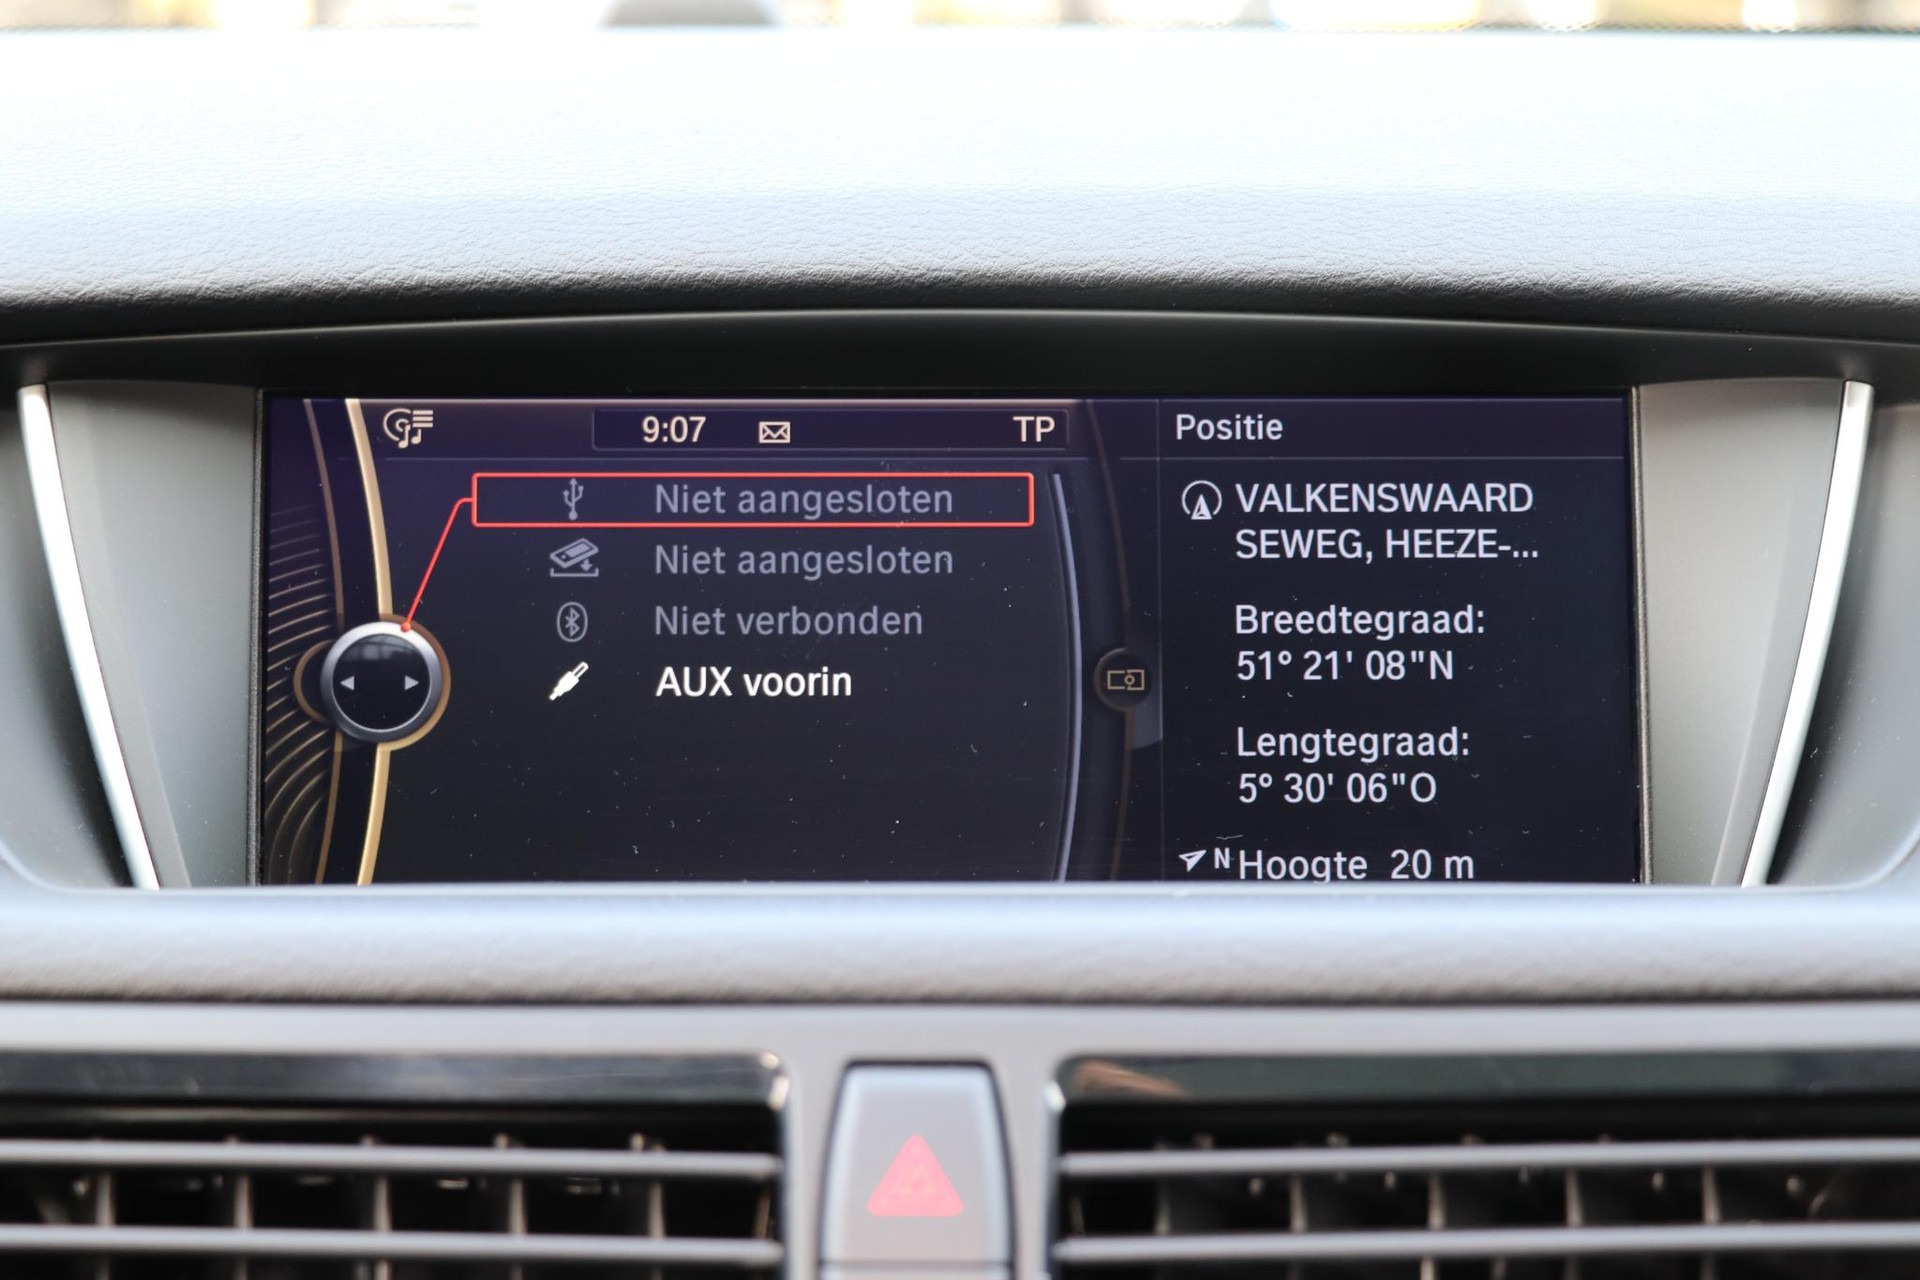 9:07 TP
Niet aangesloten
Niet aangesloten
Niet verbonden
AUX voorin
Positie
VALKENSWAARD
SEWEG, HEEZE-...
Breedtegraad:
51° 21' 08"N
Lengtegraad:
5° 30' 06"O
N Hoogte 20 m